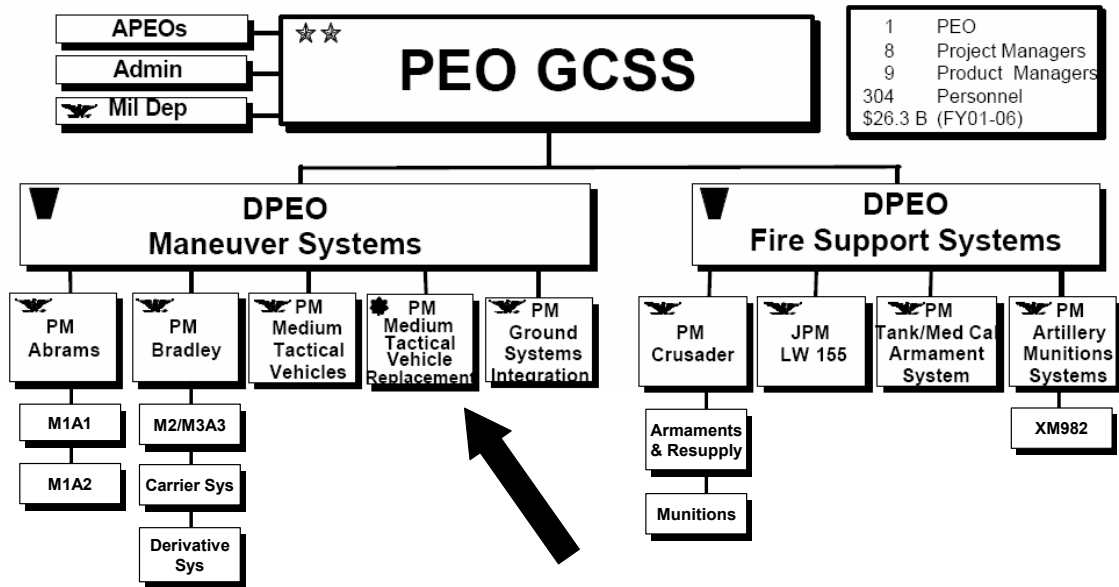 APEOs
Admin
Mil Dep
PEO GCSS
1 PEO
8 Project Managers
9 Product Managers
304 Personnel
$26.3 B (FY01-06)
DPEO
Maneuver Systems
DPEO
Fire Support Systems
PM
Abrams
PM
Bradley
PM
Medium
Tactical
Vehicles
PM
Medium
Tactical
Vehicle
Replacement
PM
Ground
Systems
Integration
PM
Crusader
JPM
LW 155
PM
Tank/Med Cal
Armament
System
PM
Artillery
Munitions
Systems
M1A1
M1A2
M2/M3A3
Carrier Sys
Derivative
Sys
Armaments
& Resupply
Munitions
XM982